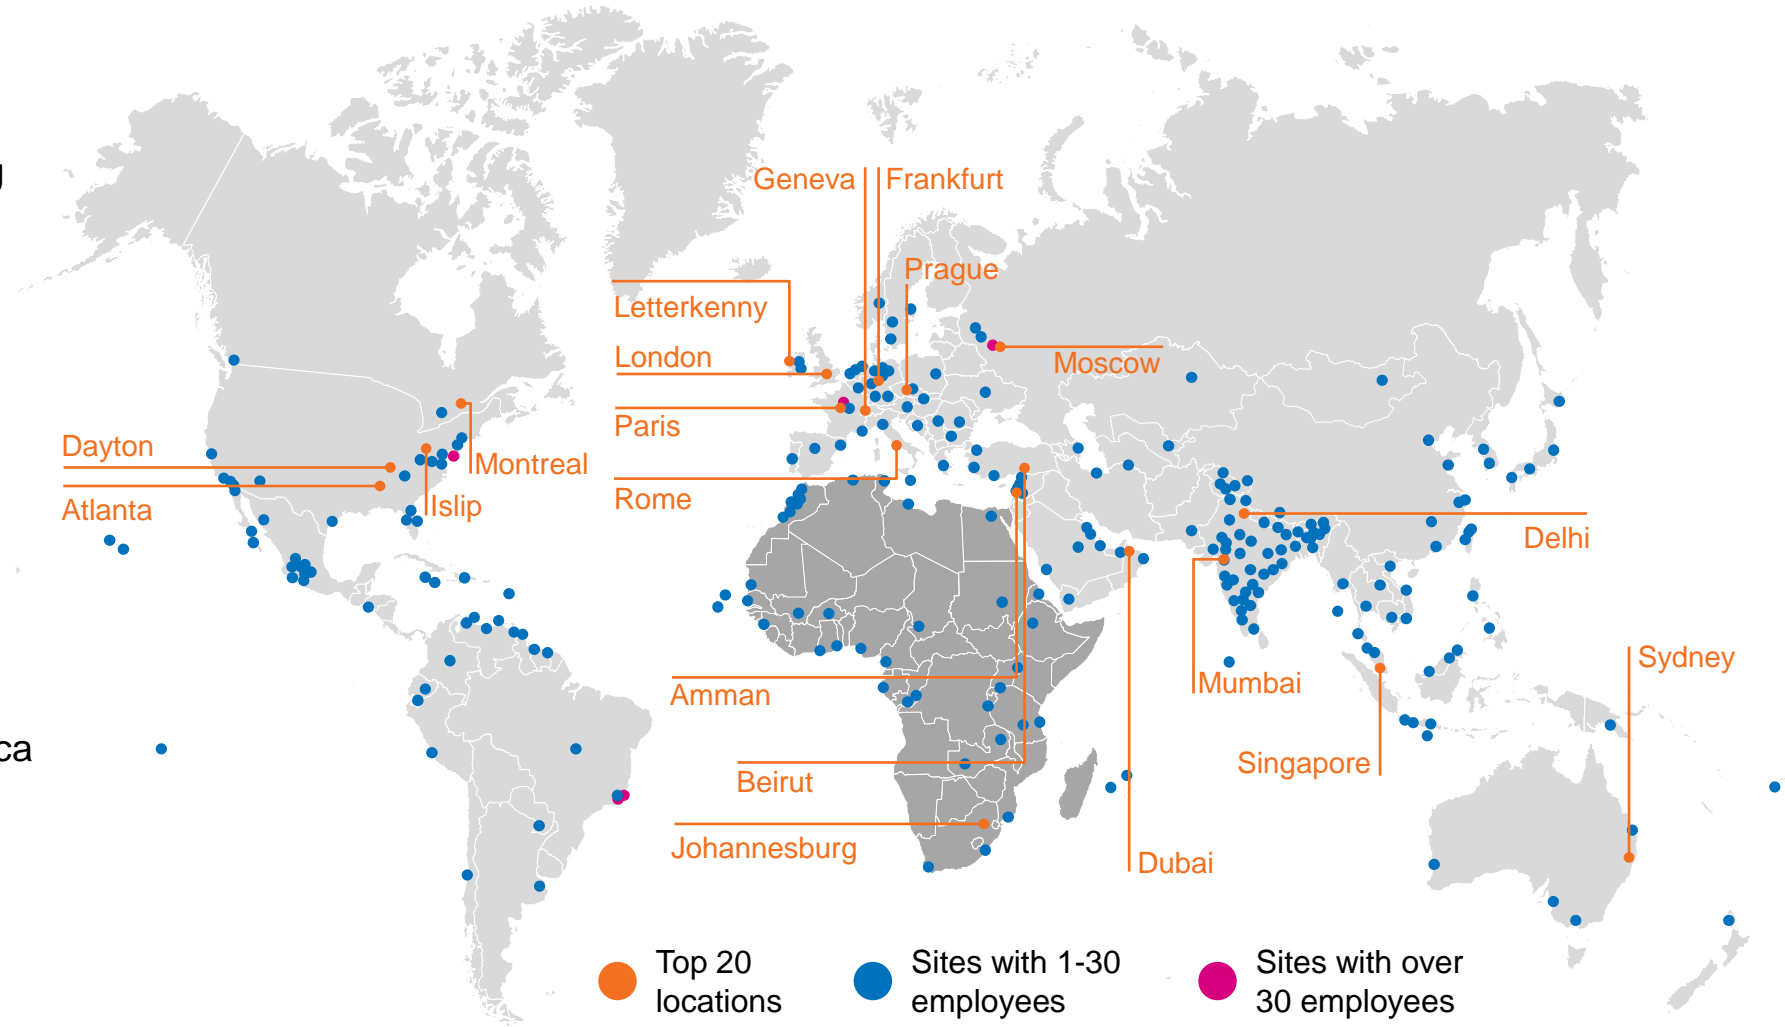 Geneva
Frankfurt
Prague
Letterkenny
London
Moscow
Paris
Dayton
Montreal
Rome
Atlanta
Islip
Delhi
Sydney
Amman
Mumbai
ca
Singapore
Beirut
Johannesburg
Dubai
Top 20
locations
Sites with 1-30
employees
Sites with over
30 employees